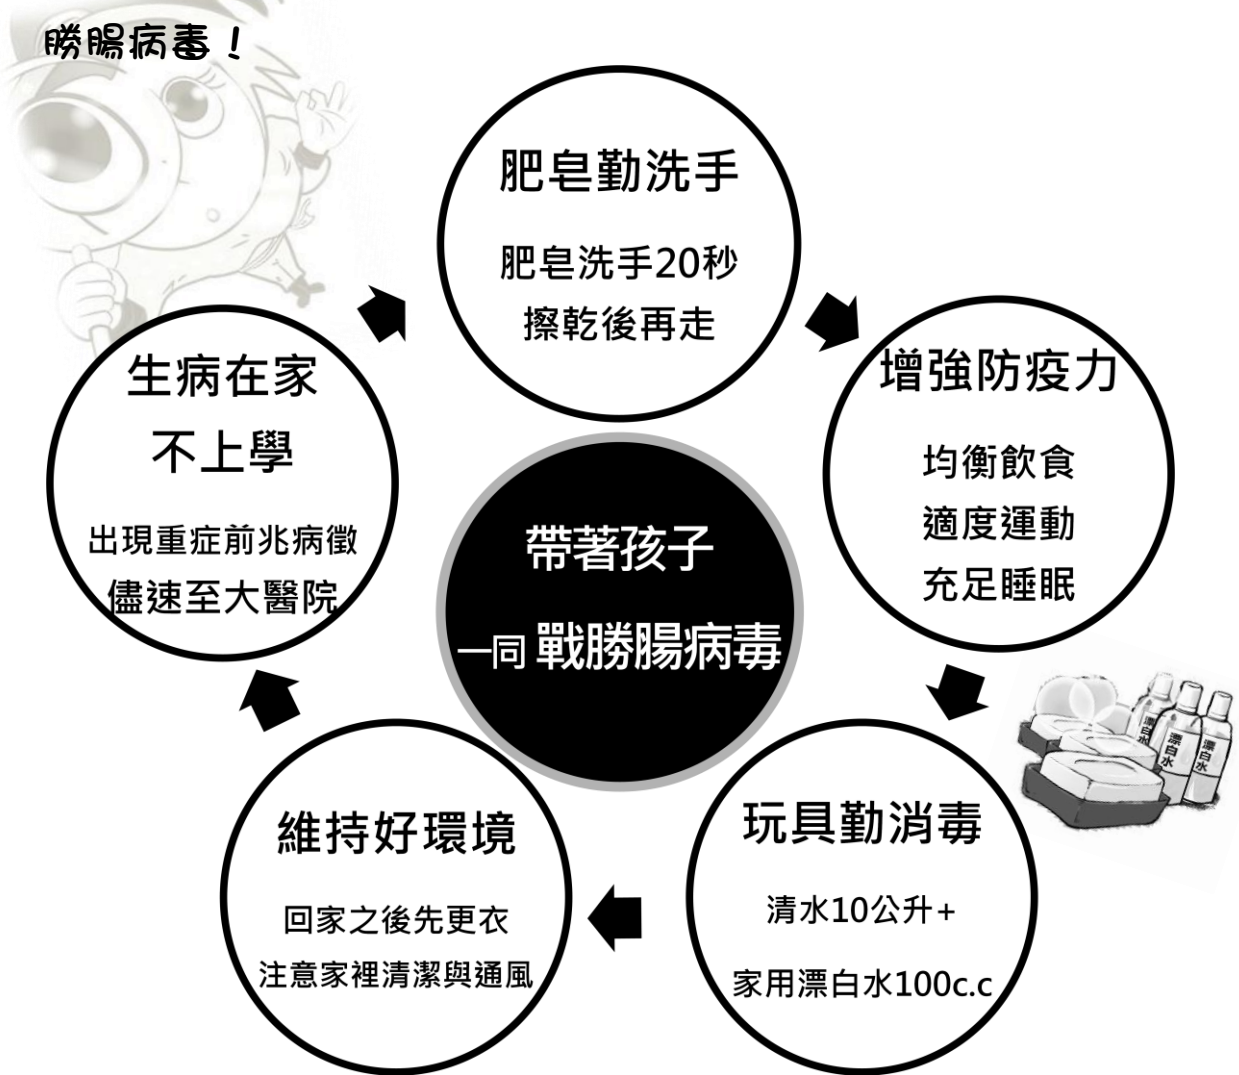 勝腸病毒！
肥皂勤洗手
肥皂洗手20秒
擦乾後再走
增強防疫力
均衡飲食
適度運動
充足睡眠
玩具勤消毒
清水10公升+
家用漂白水100c.c
維持好環境
回家之後先更衣
注意家裡清潔與通風
生病在家
不上學
出現重症前兆病徵
儘速至大醫院
帶著孩子
一同 戰勝腸病毒
漂白水
漂白水
漂白水